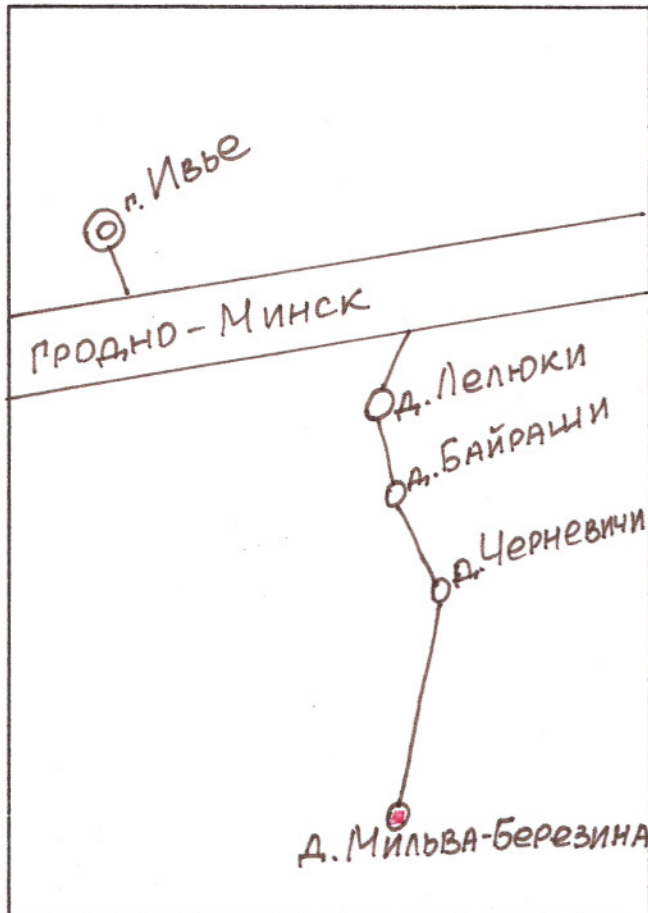 г. Ивье
Гродно-Минск
д. Лелюки
д. Байраши
д. Черневичи
д. Мильва-Березина